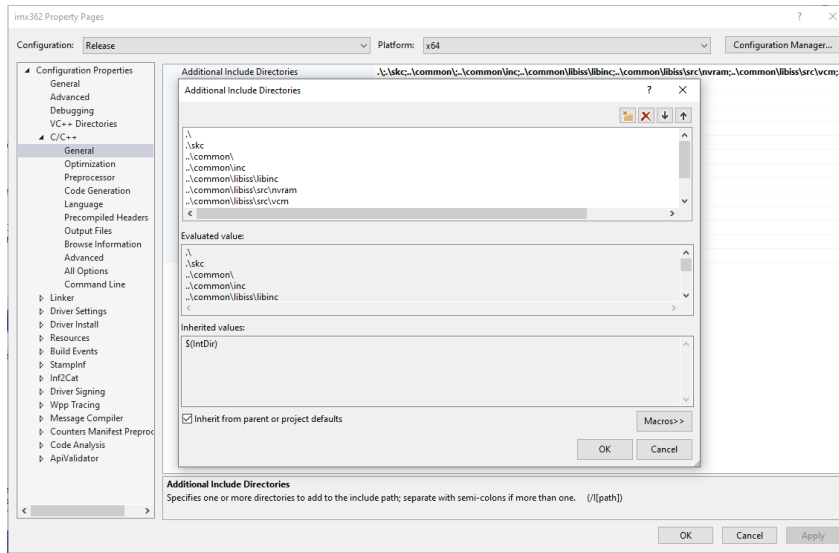 imx362 Property Pages
? ×
Configuration: Release Platform: x64 Configuration Manager...
Configuration Properties
General
Advanced
Debugging
VC++ Directories
C/C++
General
Optimization
Preprocessor
Code Generation
Language
Precompiled Headers
Output Files
Browse Information
Advanced
All Options
Command Line
Linker
Driver Settings
Driver Install
Resources
Build Events
StampInf
Inf2Cat
Driver Signing
Wpp Tracing
Message Compiler
Counters Manifest Preproc
Code Analysis
ApiValidator
Additional Include Directories .\;.\skc;..\common\;..\common\inc;..\common\libiss\libinc;..\common\libiss\src\nvram;..\common\libiss\src\vcm;
Additional Include Directories ? ×
.\
.\skc
..\common\
..\common\inc
..\common\libiss\libinc
..\common\libiss\src\nvram
..\common\libiss\src\vcm
Evaluated value:
.\
.\skc
..\common\
..\common\inc
..\common\libiss\libinc
Inherited values:
$(IntDir)
Inherit from parent or project defaults
Macros>>
OK Cancel
Additional Include Directories
Specifies one or more directories to add to the include path; separate with semi-colons if more than one. (/I[path])
OK Cancel Apply